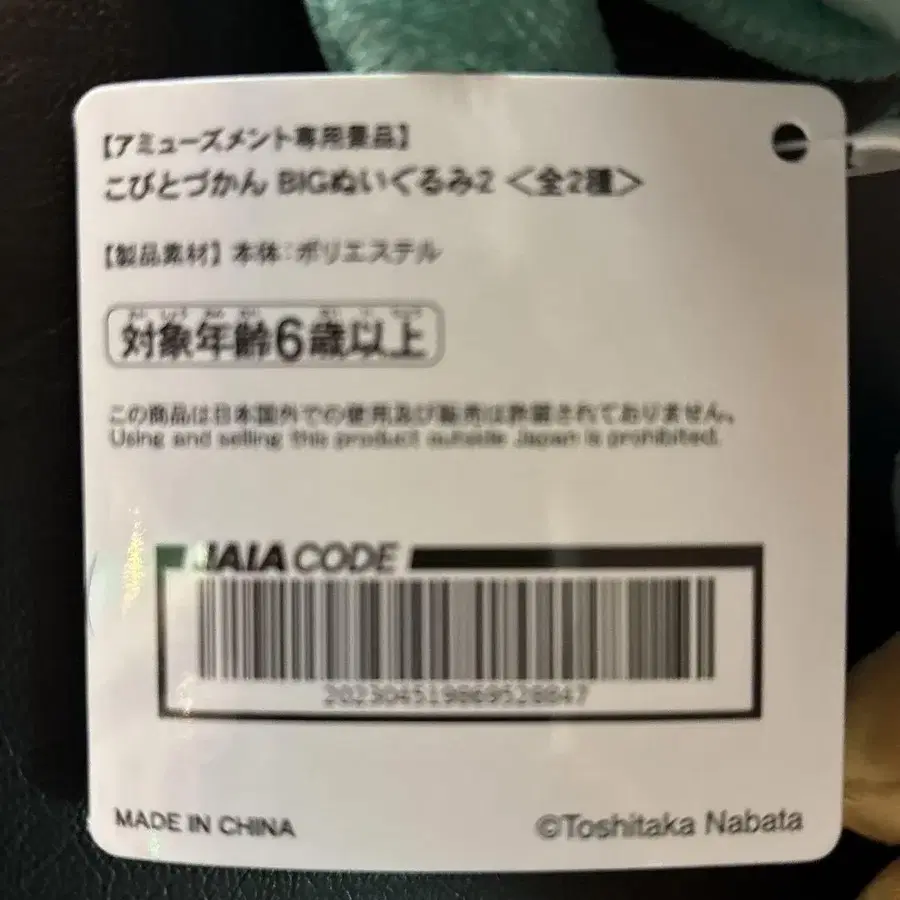 【アミューズメント専用景品】
こびとづかん BIGぬいぐるみ2 <全2種>
【製品素材】本体:ポリエステル
対象年齢6歳以上
この商品は日本国外での使用及び販売は許諾されておりません。
Using and selling this product outside Japan is prohibited.
JAIA CODE
MADE IN CHINA
©Toshitaka Nabata